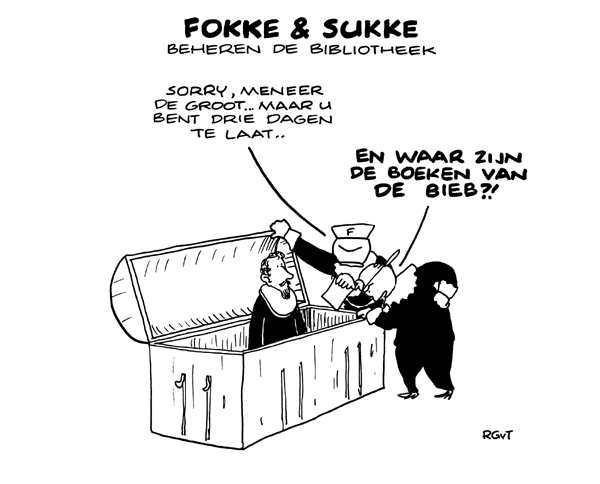 FOKKE & SUKKE
BEHEREN DE BIBLIOTHEEK
SORRY, MENEER
DE GROOT... MAAR U
BENT DRIE DAGEN
TE LAAT..
EN WAAR ZIJN
DE BOEKEN VAN
DE BIEB?!
F
RGvT